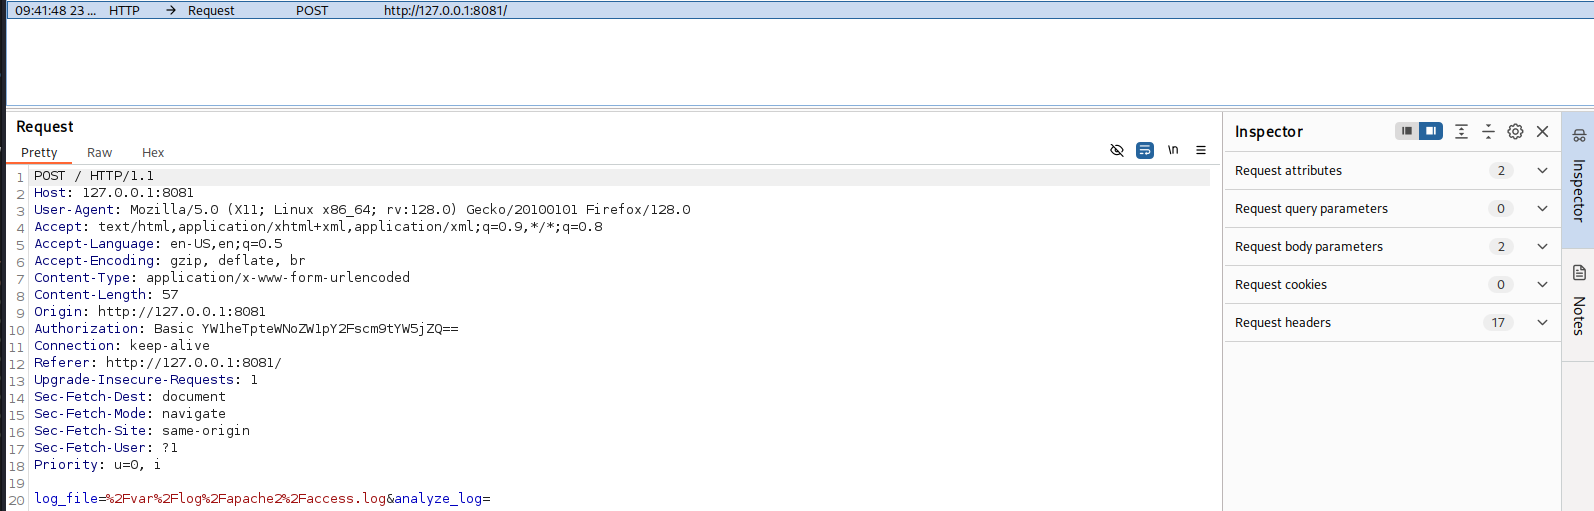 09:41:48 23 ... HTTP → Request POST http://127.0.0.1:8081/
Request
Pretty Raw Hex
\n
1 POST / HTTP/1.1
2 Host: 127.0.0.1:8081
3 User-Agent: Mozilla/5.0 (X11; Linux x86_64; rv:128.0) Gecko/20100101 Firefox/128.0
4 Accept: text/html,application/xhtml+xml,application/xml;q=0.9,*/*;q=0.8
5 Accept-Language: en-US,en;q=0.5
6 Accept-Encoding: gzip, deflate, br
7 Content-Type: application/x-www-form-urlencoded
8 Content-Length: 57
9 Origin: http://127.0.0.1:8081
10 Authorization: Basic YW1heTpteWNoZW1pY2Fscm9tYW5jZQ==
11 Connection: keep-alive
12 Referer: http://127.0.0.1:8081/
13 Upgrade-Insecure-Requests: 1
14 Sec-Fetch-Dest: document
15 Sec-Fetch-Mode: navigate
16 Sec-Fetch-Site: same-origin
17 Sec-Fetch-User: ?1
18 Priority: u=0, i
19
20 log_file=%2Fvar%2Flog%2Fapache2%2Faccess.log&analyze_log=
Inspector
Request attributes 2
Request query parameters 0
Request body parameters 2
Request cookies 0
Request headers 17
Inspector
Notes